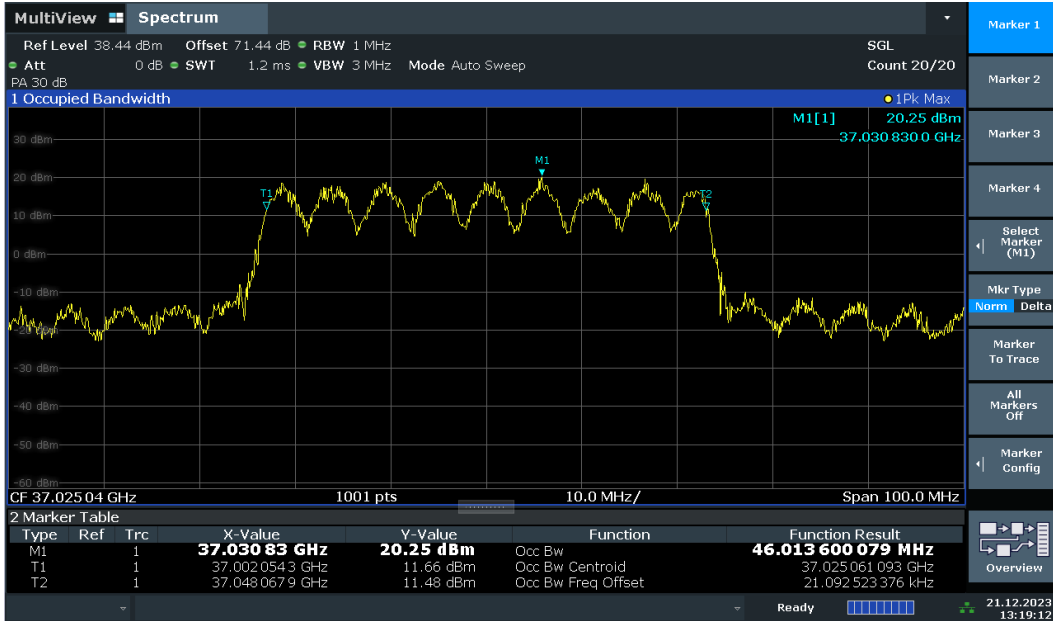 MultiView Spectrum
Ref Level 38.44 dBm Offset 71.44 dB RBW 1 MHz SGL
Att 0 dB SWT 1.2 ms VBW 3 MHz Mode Auto Sweep Count 20/20
PA 30 dB
1 Occupied Bandwidth 1Pk Max
M1[1] 20.25 dBm
37.030 830 0 GHz
30 dBm
M1
20 dBm
T1 T2
10 dBm
0 dBm
-10 dBm
-20 dBm
-30 dBm
-40 dBm
-50 dBm
-60 dBm
CF 37.025 04 GHz 1001 pts 10.0 MHz/ Span 100.0 MHz
2 Marker Table
Type Ref Trc X-Value Y-Value Function Function Result
M1 1 37.030 83 GHz 20.25 dBm Occ Bw 46.013 600 079 MHz
T1 1 37.002 054 3 GHz 11.66 dBm Occ Bw Centroid 37.025 061 093 GHz
T2 1 37.048 067 9 GHz 11.48 dBm Occ Bw Freq Offset 21.092 523 376 kHz
Ready 21.12.2023
13:19:12
Marker 1
Marker 2
Marker 3
Marker 4
Select
Marker
(M1)
Mkr Type
Norm Delta
Marker
To Trace
All
Markers
Off
Marker
Config
Overview